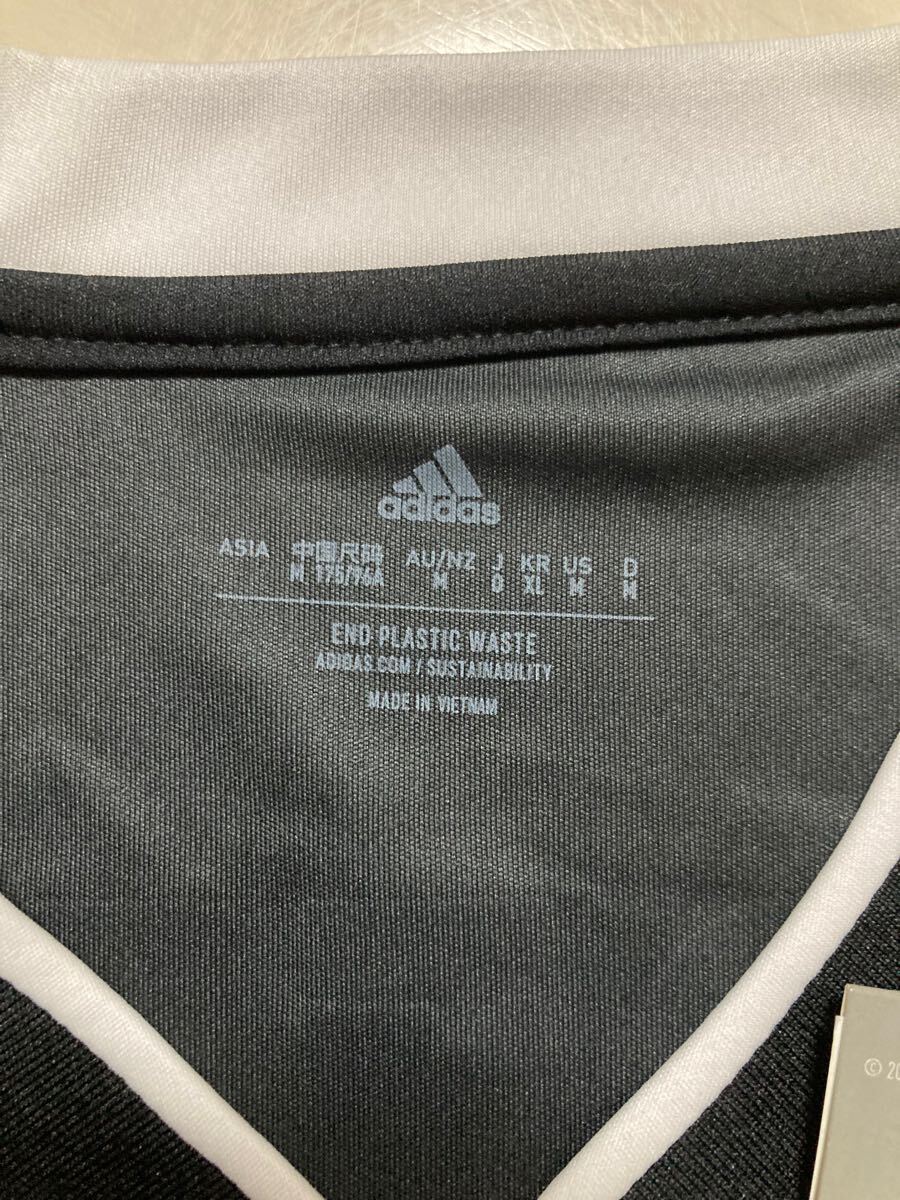 adidas
ASIA 中国尺码 AU/NZ J KR US D
M 175/96A M O XL M M
END PLASTIC WASTE
ADIDAS.COM / SUSTAINABILITY
MADE IN VIETNAM
© 20